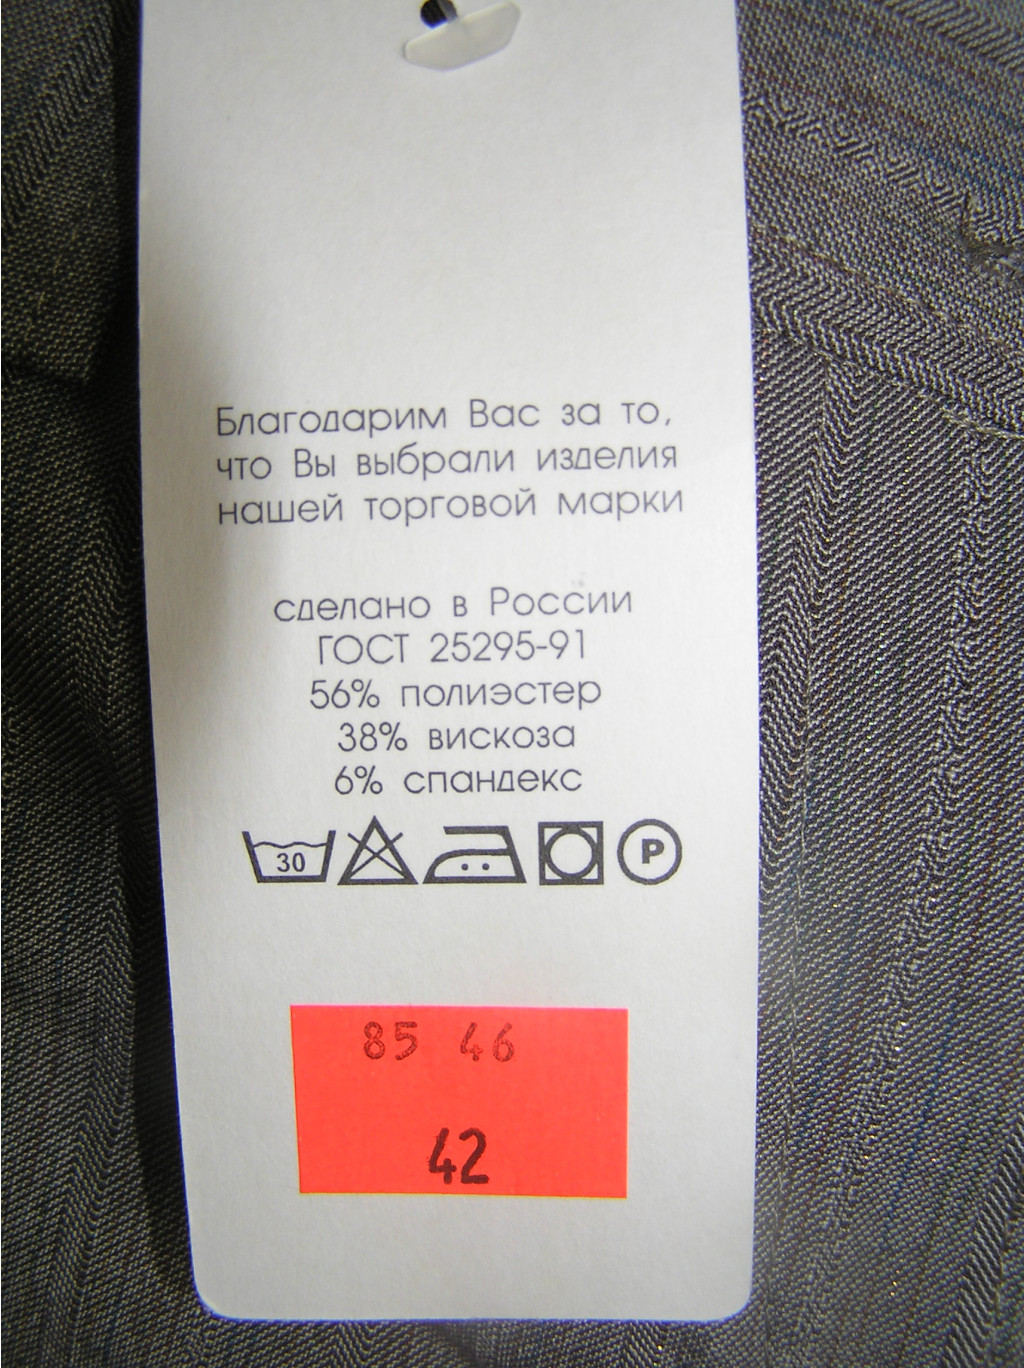 Благодарим Вас за то,
что Вы выбрали изделия
нашей торговой марки
сделано в России
ГОСТ 25295-91
56% полиэстер
38% вискоза
6% спандекс
30 P
85 46
42